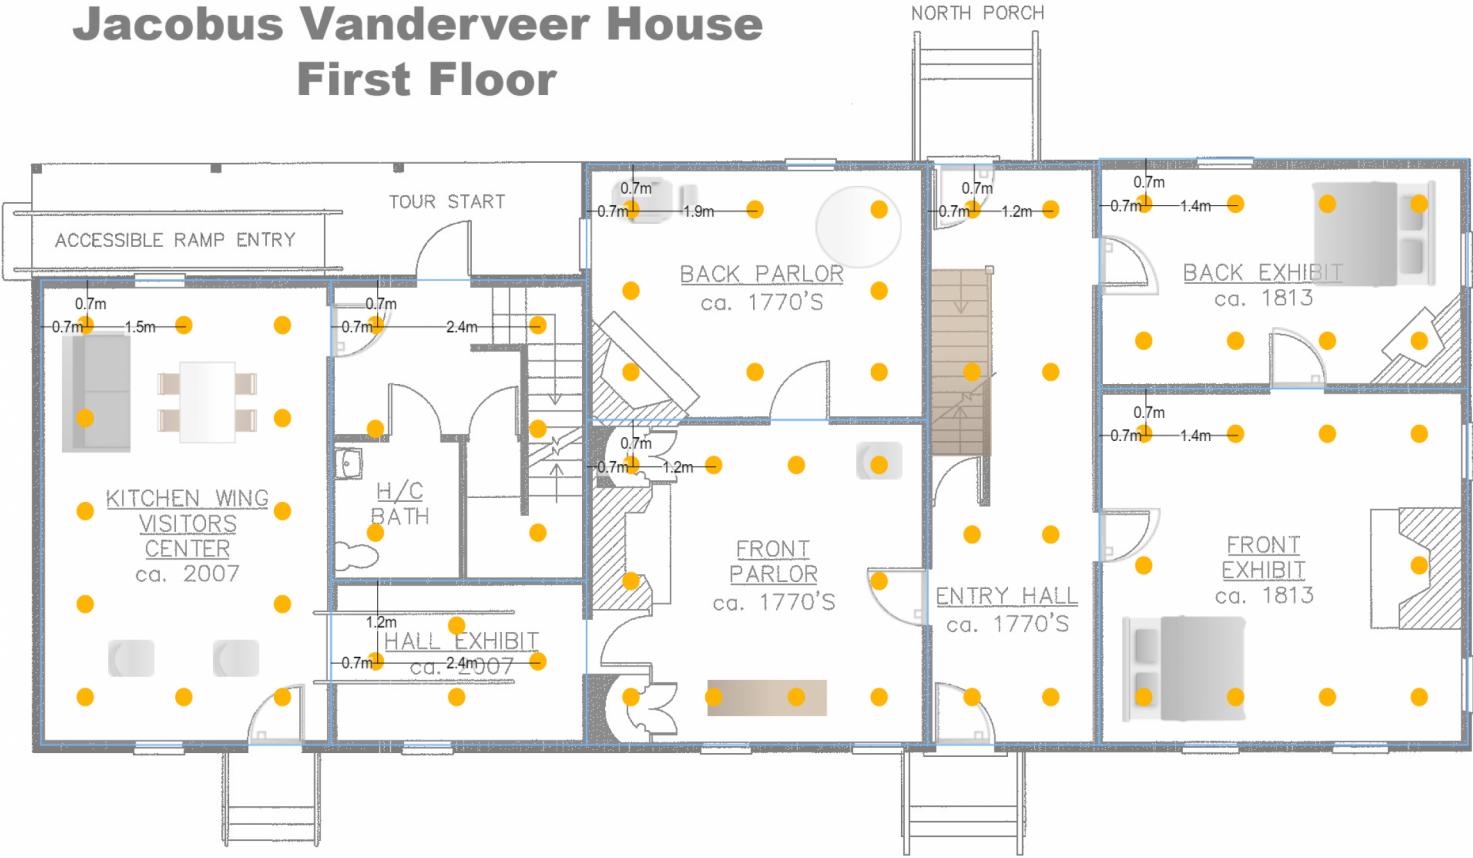 Jacobus Vanderveer House
First Floor
NORTH PORCH
TOUR START
ACCESSIBLE RAMP ENTRY
0.7m
0.7m
1.9m
0.7m
0.7m
1.2m
0.7m
0.7m
1.4m
BACK PARLOR
ca. 1770'S
BACK EXHIBIT
ca. 1813
0.7m
0.7m
1.5m
0.7m
0.7m
2.4m
0.7m
0.7m
1.2m
0.7m
0.7m
1.4m
KITCHEN WING
VISITORS
CENTER
ca. 2007
H/C
BATH
FRONT
PARLOR
ca. 1770'S
ENTRY HALL
ca. 1770'S
FRONT
EXHIBIT
ca. 1813
1.2m
HALL EXHIBIT
ca. 2007
0.7m
2.4m